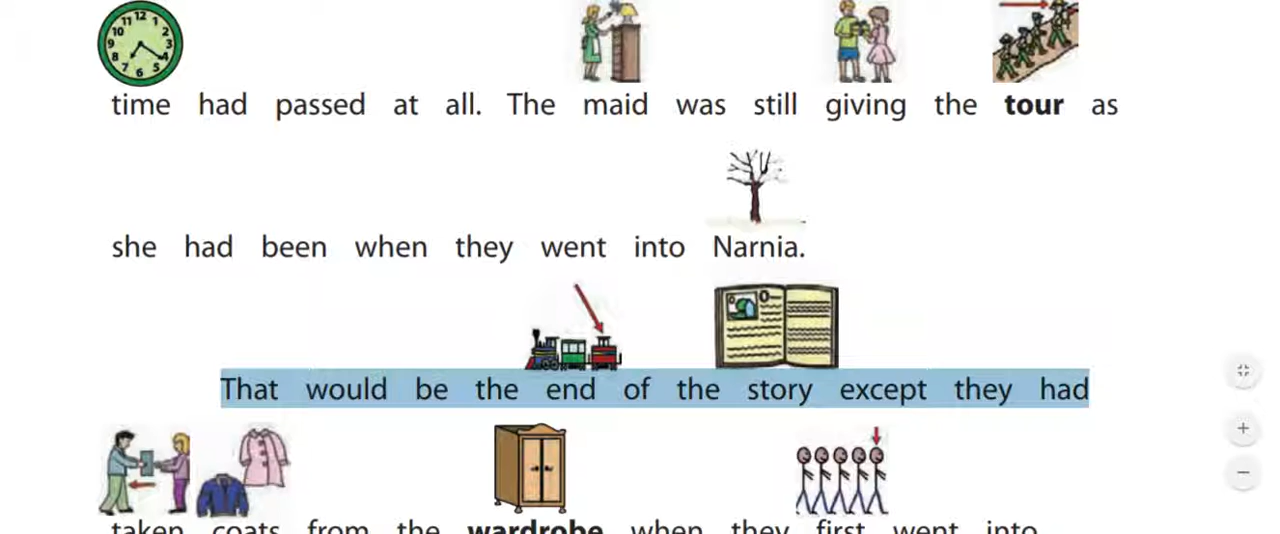 time had passed at all. The maid was still giving the tour as
she had been when they went into Narnia.
That would be the end of the story except they had
taken coats from the wardrobe when they first went into